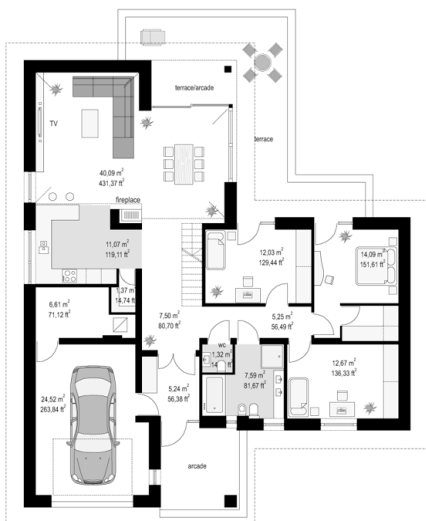 terrace/arcade
TV
terrace
40,09 m²
431,37 ft²
fireplace
11,07 m²
119,11 ft²
12,03 m²
129,44 ft²
14,09 m²
151,61 ft²
1,37 m²
14,74 ft²
6,61 m²
71,12 ft²
7,50 m²
80,70 ft²
5,25 m²
56,49 ft²
wc
1,32 m²
14
7,59 m²
81,67 ft²
12,67 m²
136,33 ft²
24,52 m²
263,84 ft²
5,24 m²
56,38 ft²
arcade